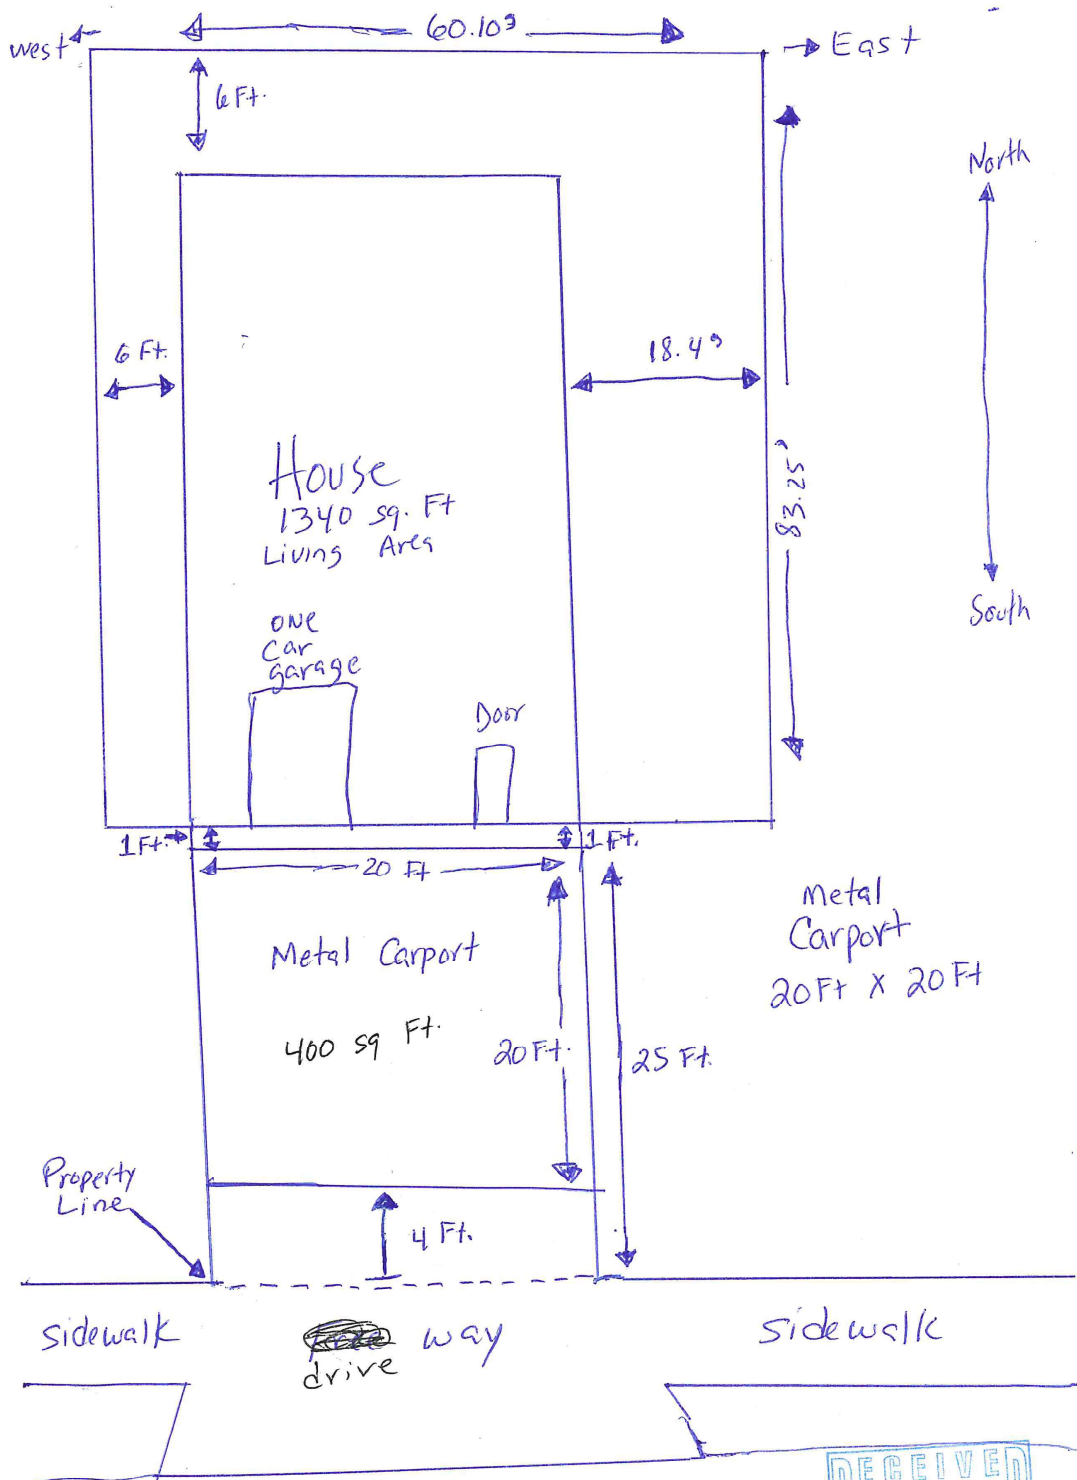 60.10'
west
East
6 Ft.
North
6 Ft.
18.4'
House
1340 sq. Ft
Living Area
83.25'
South
one
car
garage
Door
1 Ft.
1 Ft.
20 Ft
Metal
Carport
20 Ft X 20 Ft
Metal Carport
400 sq Ft.
20 Ft.
25 Ft.
Property
Line
4 Ft.
sidewalk
way
drive
sidewalk
RECEIVED